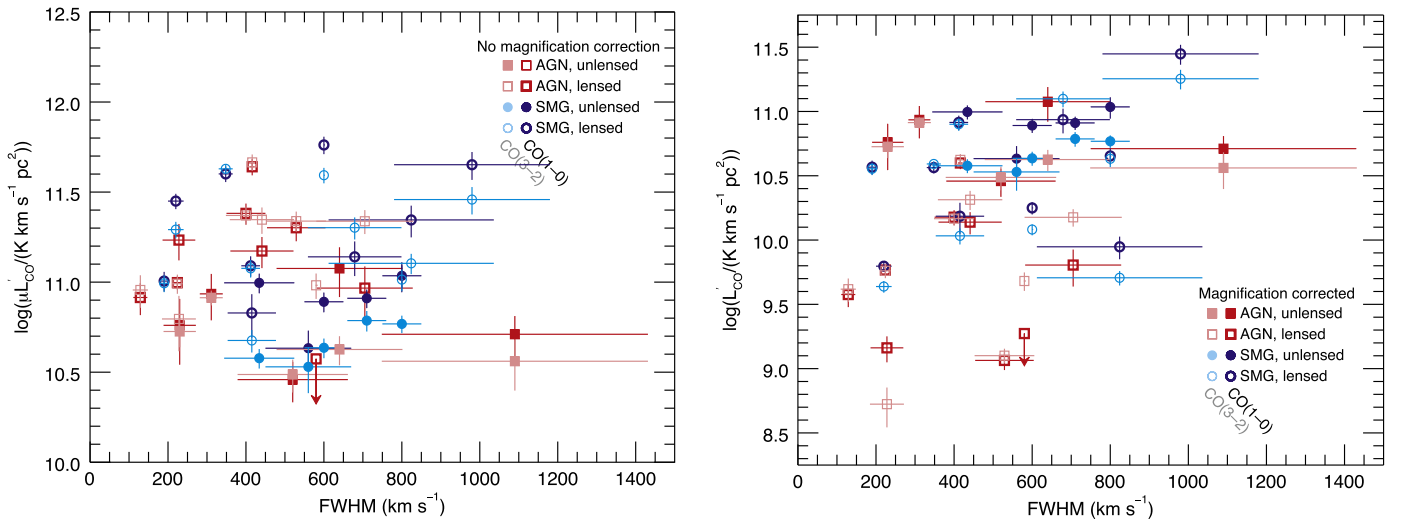 12.5
12.0
11.5
11.0
10.5
10.0
log(μL′CO/(K km s⁻¹ pc²))
0 200 400 600 800 1000 1200 1400
FWHM (km s⁻¹)
No magnification correction
AGN, unlensed
AGN, lensed
SMG, unlensed
SMG, lensed
CO(3−2)
CO(1−0)
11.5
11.0
10.5
10.0
9.5
9.0
8.5
log(L′CO/(K km s⁻¹ pc²))
0 200 400 600 800 1000 1200 1400
FWHM (km s⁻¹)
Magnification corrected
AGN, unlensed
AGN, lensed
SMG, unlensed
SMG, lensed
CO(3−2)
CO(1−0)